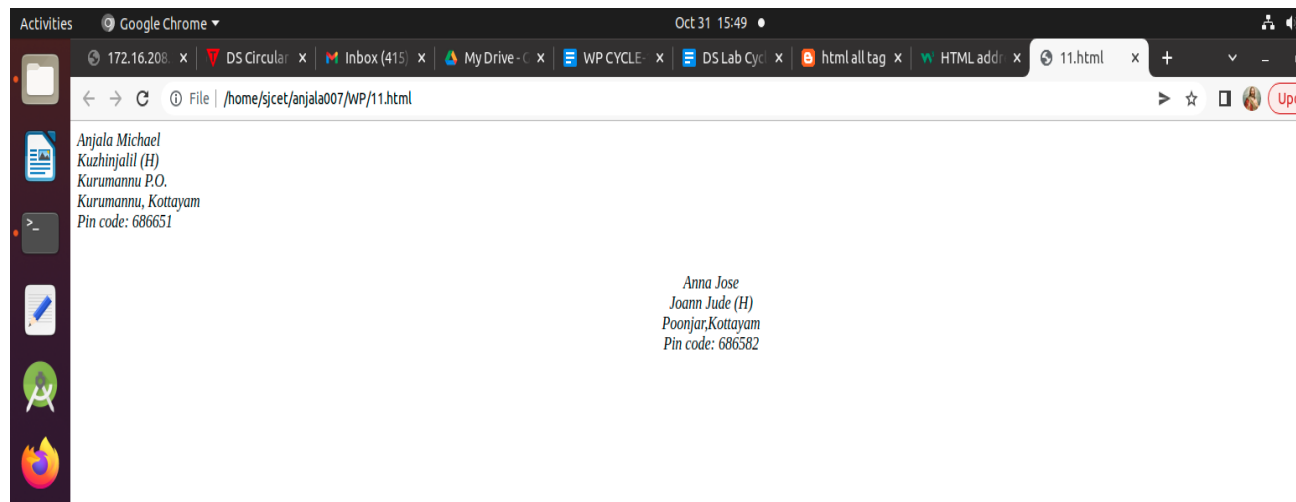 Activities Google Chrome Oct 31 15:49
172.16.208. DS Circular Inbox (415) My Drive - WP CYCLE- DS Lab Cycl html all tag HTML addr 11.html
File /home/sjcet/anjala007/WP/11.html Upd
Anjala Michael
Kuzhinjalil (H)
Kurumannu P.O.
Kurumannu, Kottayam
Pin code: 686651
Anna Jose
Joann Jude (H)
Poonjar,Kottayam
Pin code: 686582